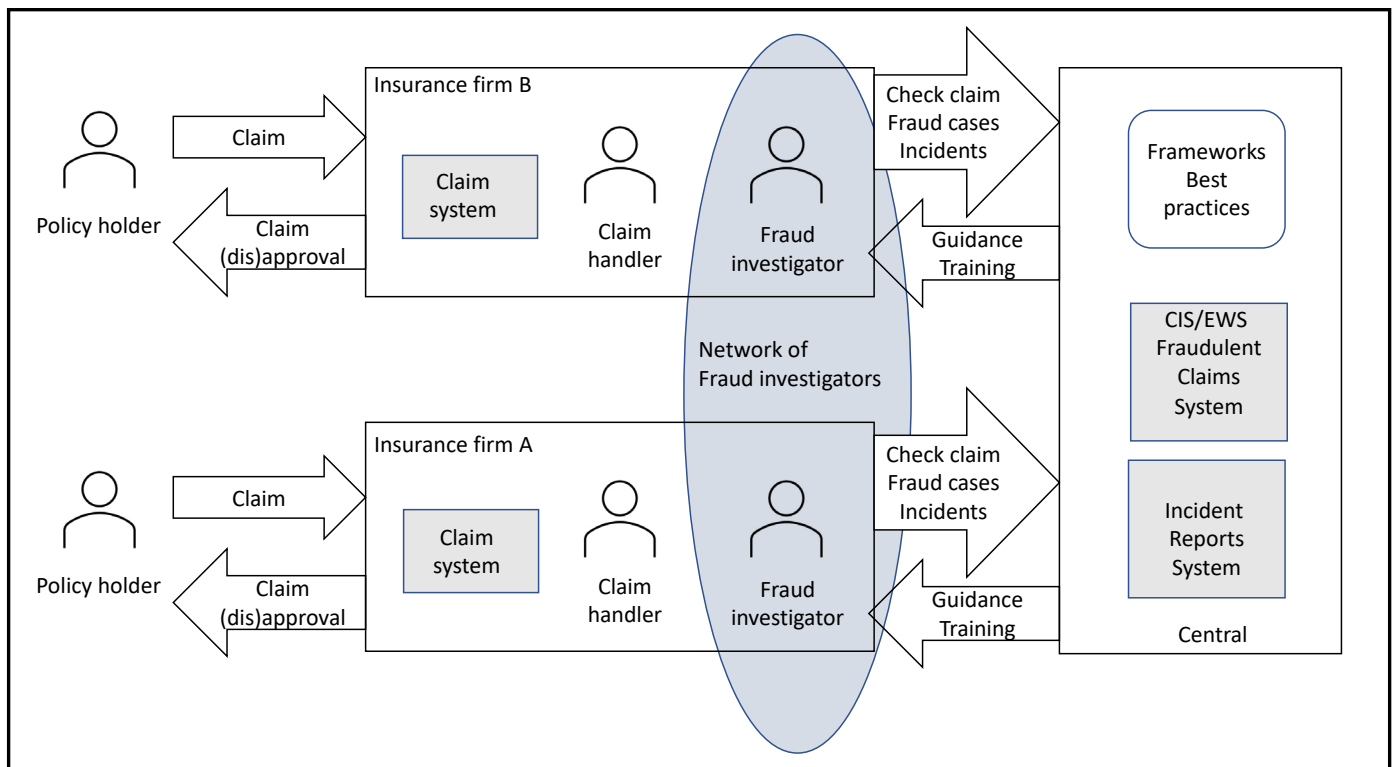 Insurance firm B
Policy holder
Claim
Claim
(dis)approval
Claim
system
Claim
handler
Fraud
investigator
Check claim
Fraud cases
Incidents
Guidance
Training
Network of
Fraud investigators
Insurance firm A
Policy holder
Claim
Claim
(dis)approval
Claim
system
Claim
handler
Fraud
investigator
Check claim
Fraud cases
Incidents
Guidance
Training
Frameworks
Best
practices
CIS/EWS
Fraudulent
Claims
System
Incident
Reports
System
Central